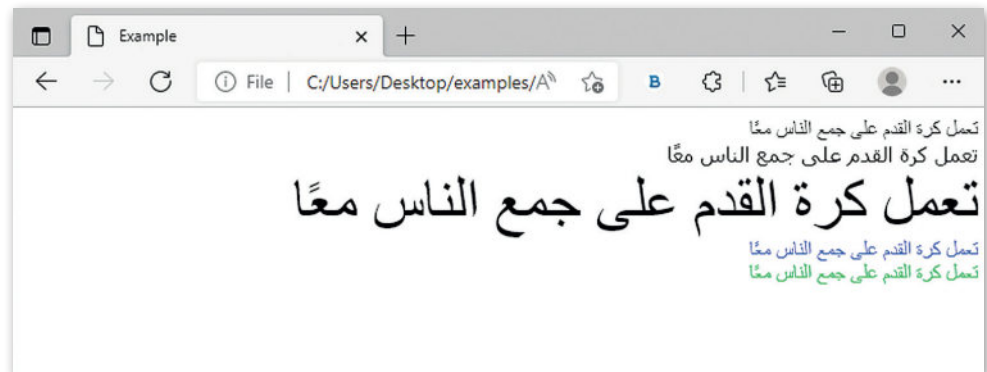 Example
File | C:/Users/Desktop/examples/
تعمل كرة القدم على جمع الناس معًا
تعمل كرة القدم على جمع الناس معًا
تعمل كرة القدم على جمع الناس معًا
تعمل كرة القدم على جمع الناس معًا
تعمل كرة القدم على جمع الناس معًا